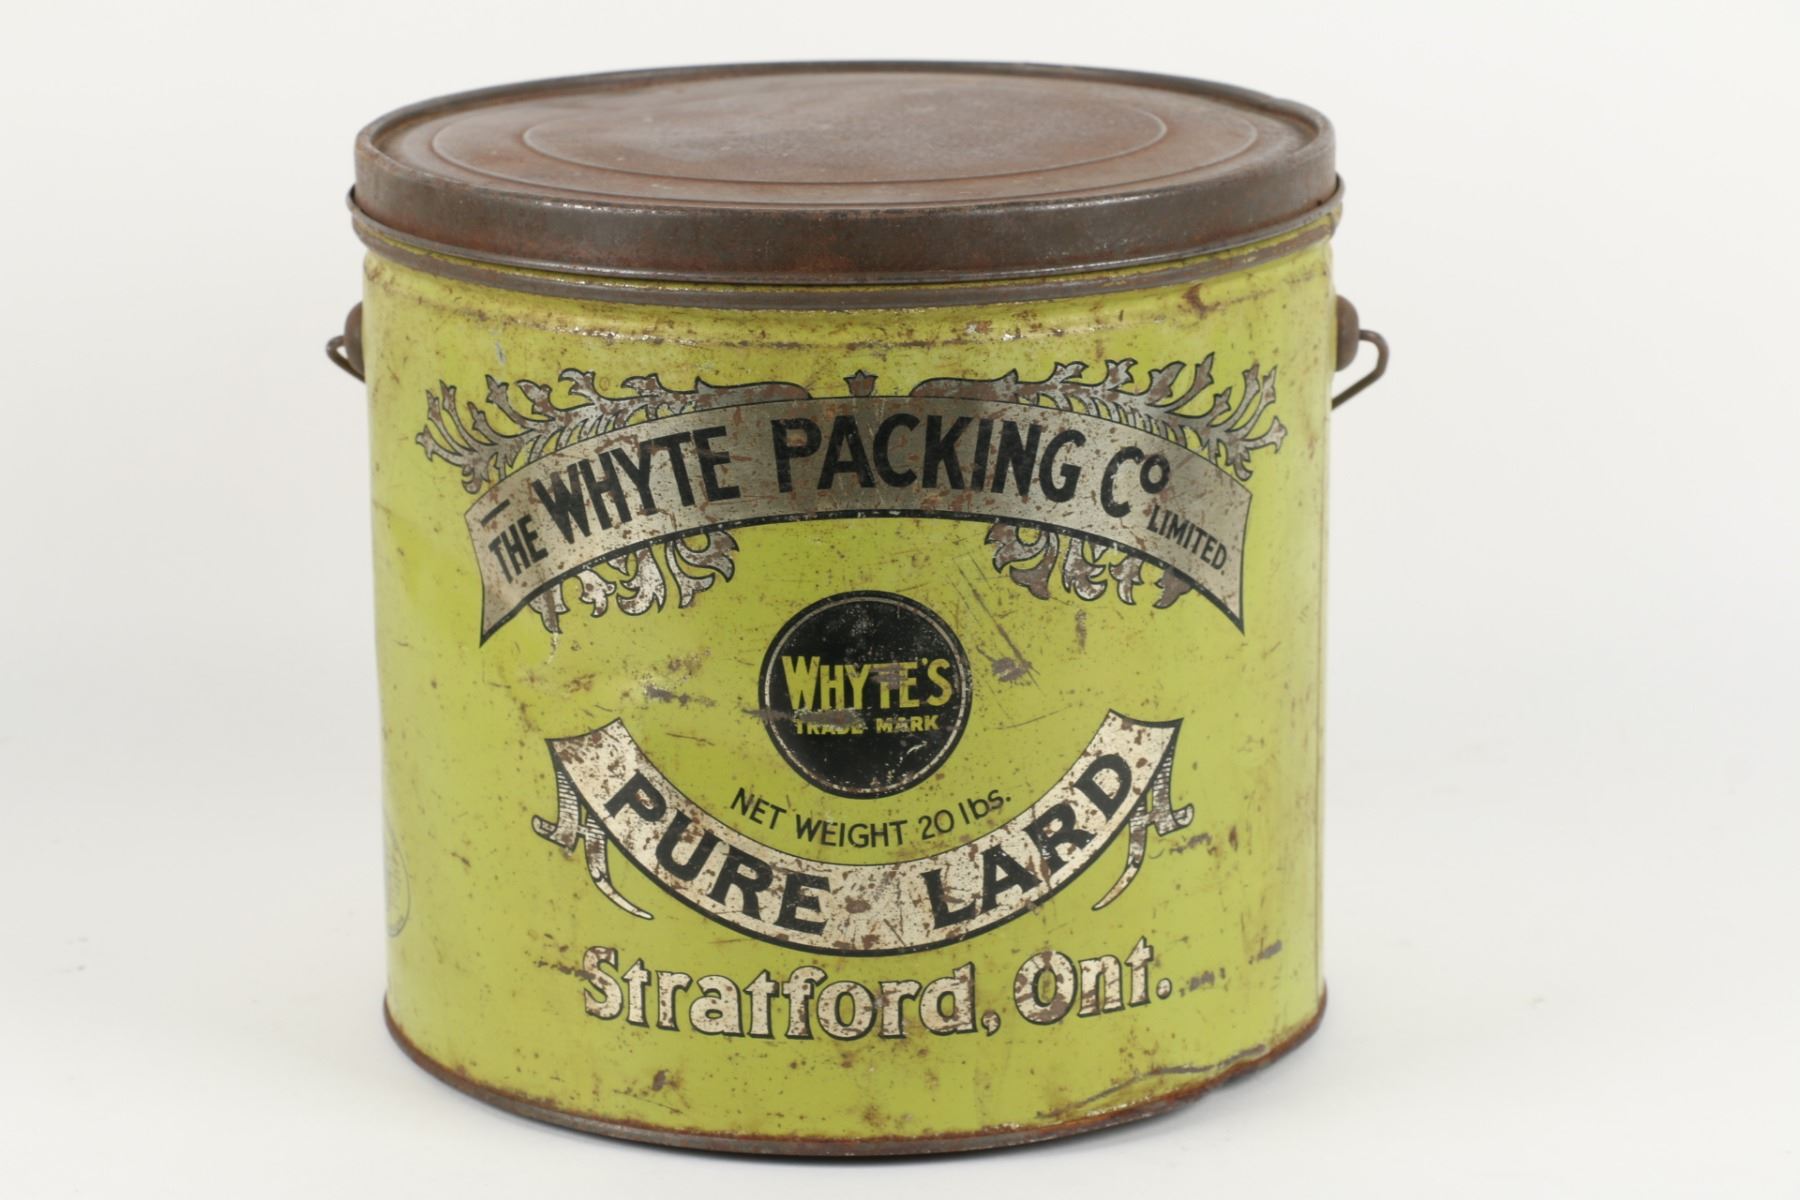 THE WHYTE PACKING Co LIMITED.
WHYTE'S
TRADE MARK
NET WEIGHT 20 lbs.
PURE LARD
Stratford, Ont.